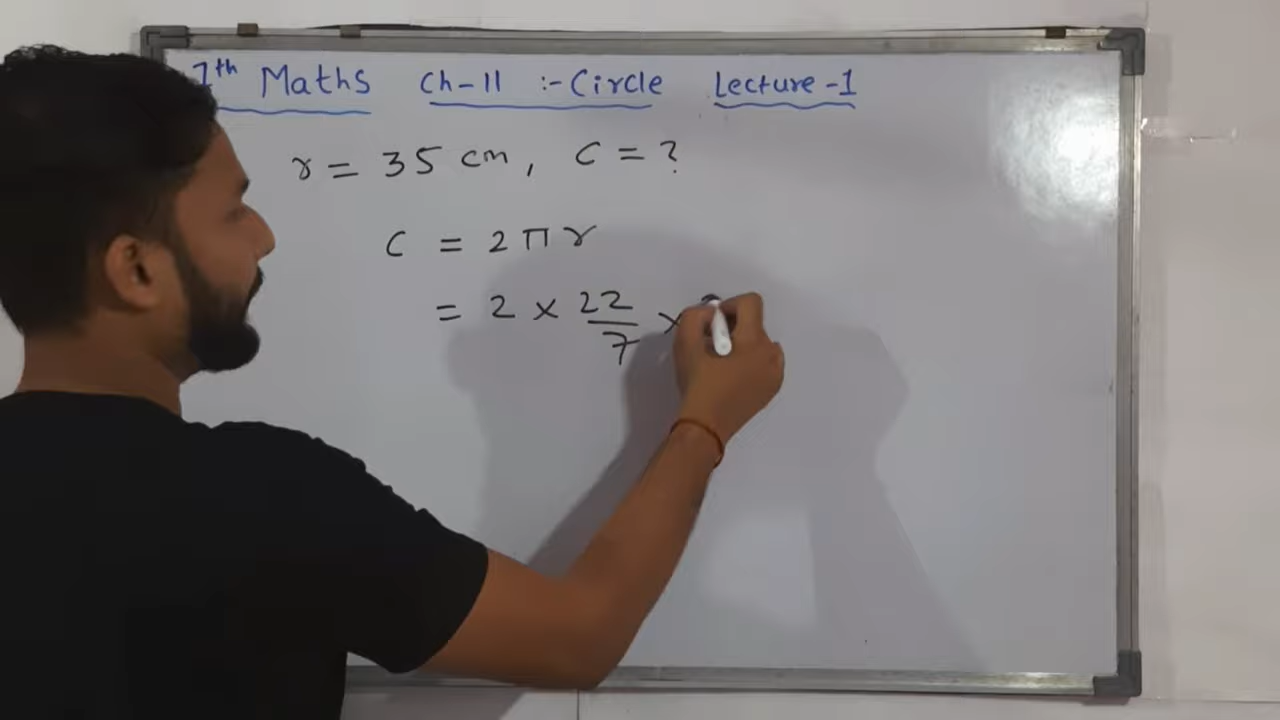 7th Maths Ch-11 :- Circle Lecture-1
r = 35 cm, C = ?
C = 2πr
= 2 × 22/7 ×